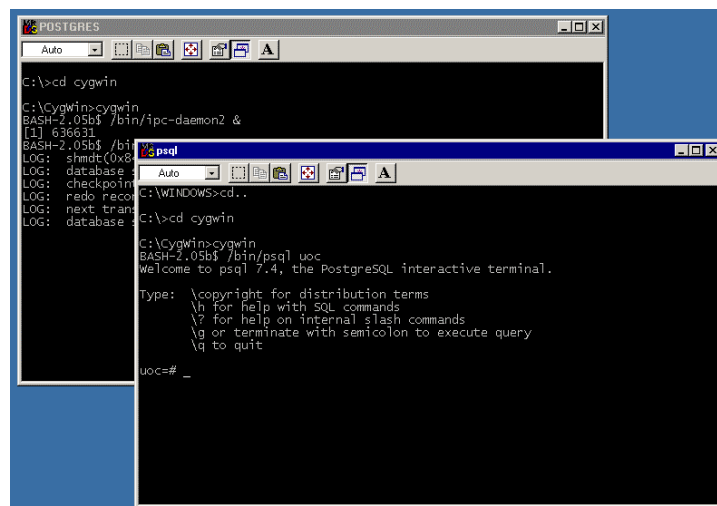 POSTGRES
Auto
A
C:\>cd cygwin
C:\CygWin>cygwin
BASH-2.05b$ /bin/ipc-daemon2 &
[1] 636631
BASH-2.05b$
LOG: shmdt(0x8
LOG: database
LOG: checkpoint
LOG: redo
LOG: next
LOG: database
psql
Auto
A
C:\WINDOWS>cd..
C:\>cd cygwin
C:\CygWin>cygwin
BASH-2.05b$ /bin/psql uoc
Welcome to psql 7.4, the PostgreSQL interactive terminal.
Type: \copyright for distribution terms
\h for help with SQL commands
\? for help on internal slash commands
\g or terminate with semicolon to execute query
\q to quit
uoc=# _